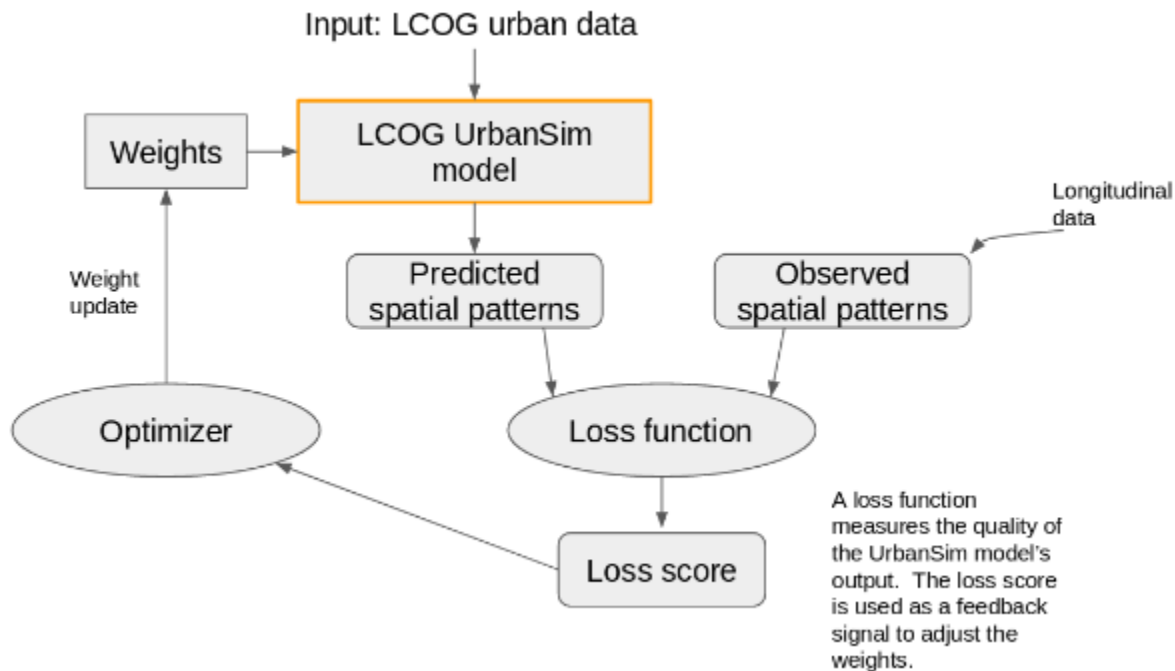 Input: LCOG urban data
LCOG UrbanSim
model
Weights
Longitudinal
data
Predicted
spatial patterns
Observed
spatial patterns
Weight
update
Optimizer
Loss function
Loss score
A loss function
measures the quality of
the UrbanSim model's
output.  The loss score
is used as a feedback
signal to adjust the
weights.